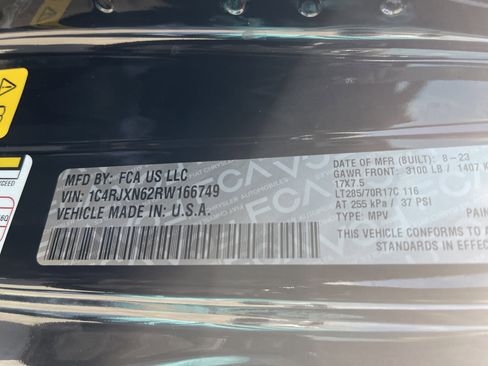 MFD. BY: FCA US LLC
VIN: 1C4RJXN62RW166749
VEHICLE MADE IN: U.S.A.
DATE OF MFR (BUILT): 8-23
GAWR FRONT: 3100 LB / 1407 K
17X7.5
LT285/70R17C 116
AT 255 kPa / 37 PSI
TYPE: MPV
THIS VEHICLE CONFORMS TO
STANDARDS IN EFFEC